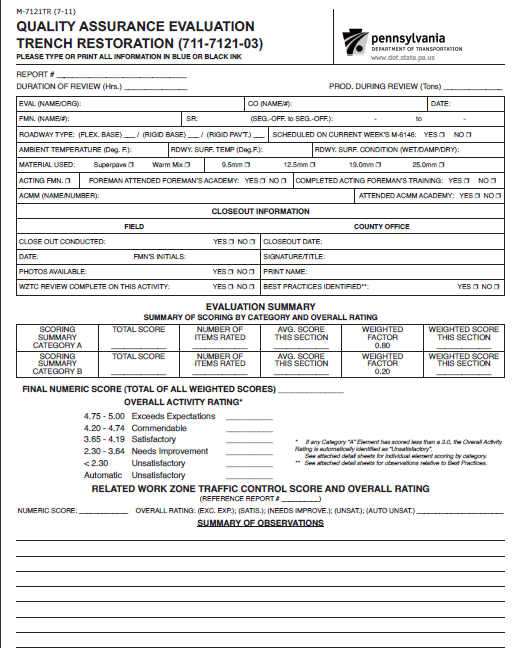 M-7121TR (7-11)
QUALITY ASSURANCE EVALUATION
TRENCH RESTORATION (711-7121-03)
PLEASE TYPE OR PRINT ALL INFORMATION IN BLUE OR BLACK INK
pennsylvania
DEPARTMENT OF TRANSPORTATION
www.dot.state.pa.us
REPORT #
DURATION OF REVIEW (Hrs.) PROD. DURING REVIEW (Tons)
EVAL (NAME/ORG): CO (NAME/#): DATE:
FMN. (NAME/#): SR: (SEG.-OFF. to SEG.-OFF.): - to -
ROADWAY TYPE: (FLEX. BASE) ___ / (RIGID BASE) ___ / (RIGID PAV'T.) ___ SCHEDULED ON CURRENT WEEK'S M-6146: YES ❒ NO ❒
AMBIENT TEMPERATURE (Deg. F.): RDWY. SURF. TEMP (Deg.F.): RDWY. SURF. CONDITION (WET/DAMP/DRY):
MATERIAL USED: Superpave ❒ Warm Mix ❒ 9.5mm ❒ 12.5mm ❒ 19.0mm ❒ 25.0mm ❒
ACTING FMN. ❒ FOREMAN ATTENDED FOREMAN'S ACADEMY: YES ❒ NO ❒ COMPLETED ACTING FOREMAN'S TRAINING: YES ❒ NO ❒
ACMM (NAME/NUMBER): ATTENDED ACMM ACADEMY: YES ❒ NO ❒
CLOSEOUT INFORMATION
FIELD COUNTY OFFICE
CLOSE OUT CONDUCTED: YES ❒ NO ❒ CLOSEOUT DATE:
DATE: FMN'S INITIALS: SIGNATURE/TITLE:
PHOTOS AVAILABLE: YES ❒ NO ❒ PRINT NAME:
WZTC REVIEW COMPLETE ON THIS ACTIVITY: YES ❒ NO ❒ BEST PRACTICES IDENTIFIED**: YES ❒ NO ❒
EVALUATION SUMMARY
SUMMARY OF SCORING BY CATEGORY AND OVERALL RATING
SCORING TOTAL SCORE NUMBER OF AVG. SCORE WEIGHTED WEIGHTED SCORE
SUMMARY ITEMS RATED THIS SECTION FACTOR THIS SECTION
CATEGORY A 0.80
SCORING TOTAL SCORE NUMBER OF AVG. SCORE WEIGHTED WEIGHTED SCORE
SUMMARY ITEMS RATED THIS SECTION FACTOR THIS SECTION
CATEGORY B 0.20
FINAL NUMERIC SCORE (TOTAL OF ALL WEIGHTED SCORES)
OVERALL ACTIVITY RATING*
4.75 - 5.00 Exceeds Expectations
4.20 - 4.74 Commendable
3.65 - 4.19 Satisfactory
2.30 - 3.64 Needs Improvement
< 2.30 Unsatisfactory
Automatic Unsatisfactory
* If any Category "A" Element has scored less than a 3.0, the Overall Activity
Rating is automatically identified as "Unsatisfactory".
See attached detail sheets for individual element scoring by category.
** See attached detail sheets for observations relative to Best Practices.
RELATED WORK ZONE TRAFFIC CONTROL SCORE AND OVERALL RATING
(REFERENCE REPORT # ________)
NUMERIC SCORE: OVERALL RATING: (EXC. EXP.); (SATIS.); (NEEDS IMPROVE.); (UNSAT.); (AUTO UNSAT.)
SUMMARY OF OBSERVATIONS